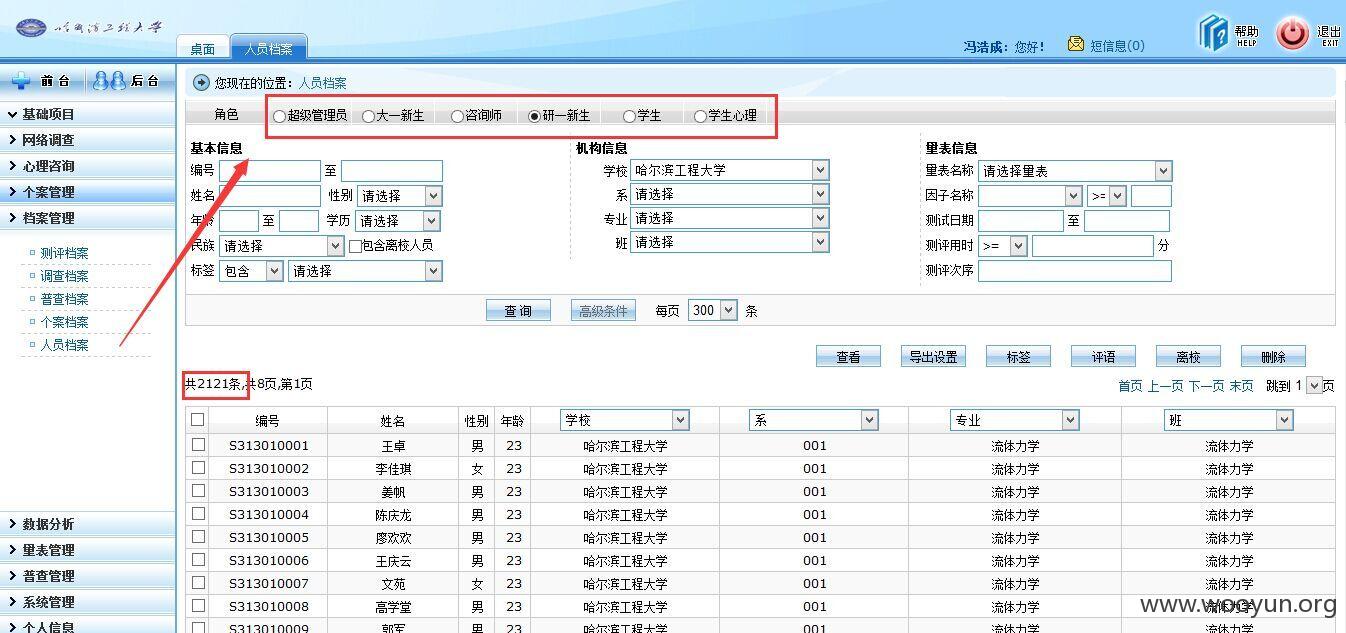 哈尔滨工程大学
桌面 人员档案
冯浩成：您好！ 短信息(0)
帮助 HELP
退出 EXIT
前台 后台
您现在的位置：人员档案
基础项目
网络调查
心理咨询
个案管理
档案管理
测评档案
调查档案
普查档案
个案档案
人员档案
数据分析
量表管理
普查管理
系统管理
个人信息
角色 超级管理员 大一新生 咨询师 研一新生 学生 学生心理
基本信息 机构信息 量表信息
编号 至 学校 哈尔滨工程大学 量表名称 请选择量表
姓名 性别 请选择 系 请选择 因子名称 >=
年龄 至 学历 请选择 专业 请选择 测试日期 至
民族 请选择 包含离校人员 班 请选择 测评用时 >= 分
标签 包含 请选择 测评次序
查询 高级条件 每页 300 条
查看 导出设置 标签 评语 离校 删除
共2121条,共8页,第1页 首页 上一页 下一页 末页 跳到 1 页
编号 姓名 性别 年龄 学校 系 专业 班
S313010001 王卓 男 23 哈尔滨工程大学 001 流体力学 流体力学
S313010002 李佳琪 女 23 哈尔滨工程大学 001 流体力学 流体力学
S313010003 姜帆 男 23 哈尔滨工程大学 001 流体力学 流体力学
S313010004 陈庆龙 男 23 哈尔滨工程大学 001 流体力学 流体力学
S313010005 廖欢欢 男 23 哈尔滨工程大学 001 流体力学 流体力学
S313010006 王庆云 男 23 哈尔滨工程大学 001 流体力学 流体力学
S313010007 文苑 女 23 哈尔滨工程大学 001 流体力学 流体力学
S313010008 高学堂 男 23 哈尔滨工程大学 001 流体力学 流体力学
S313010009 郭军 男 23 哈尔滨工程大学 001 流体力学 流体力学
www.wooyun.org